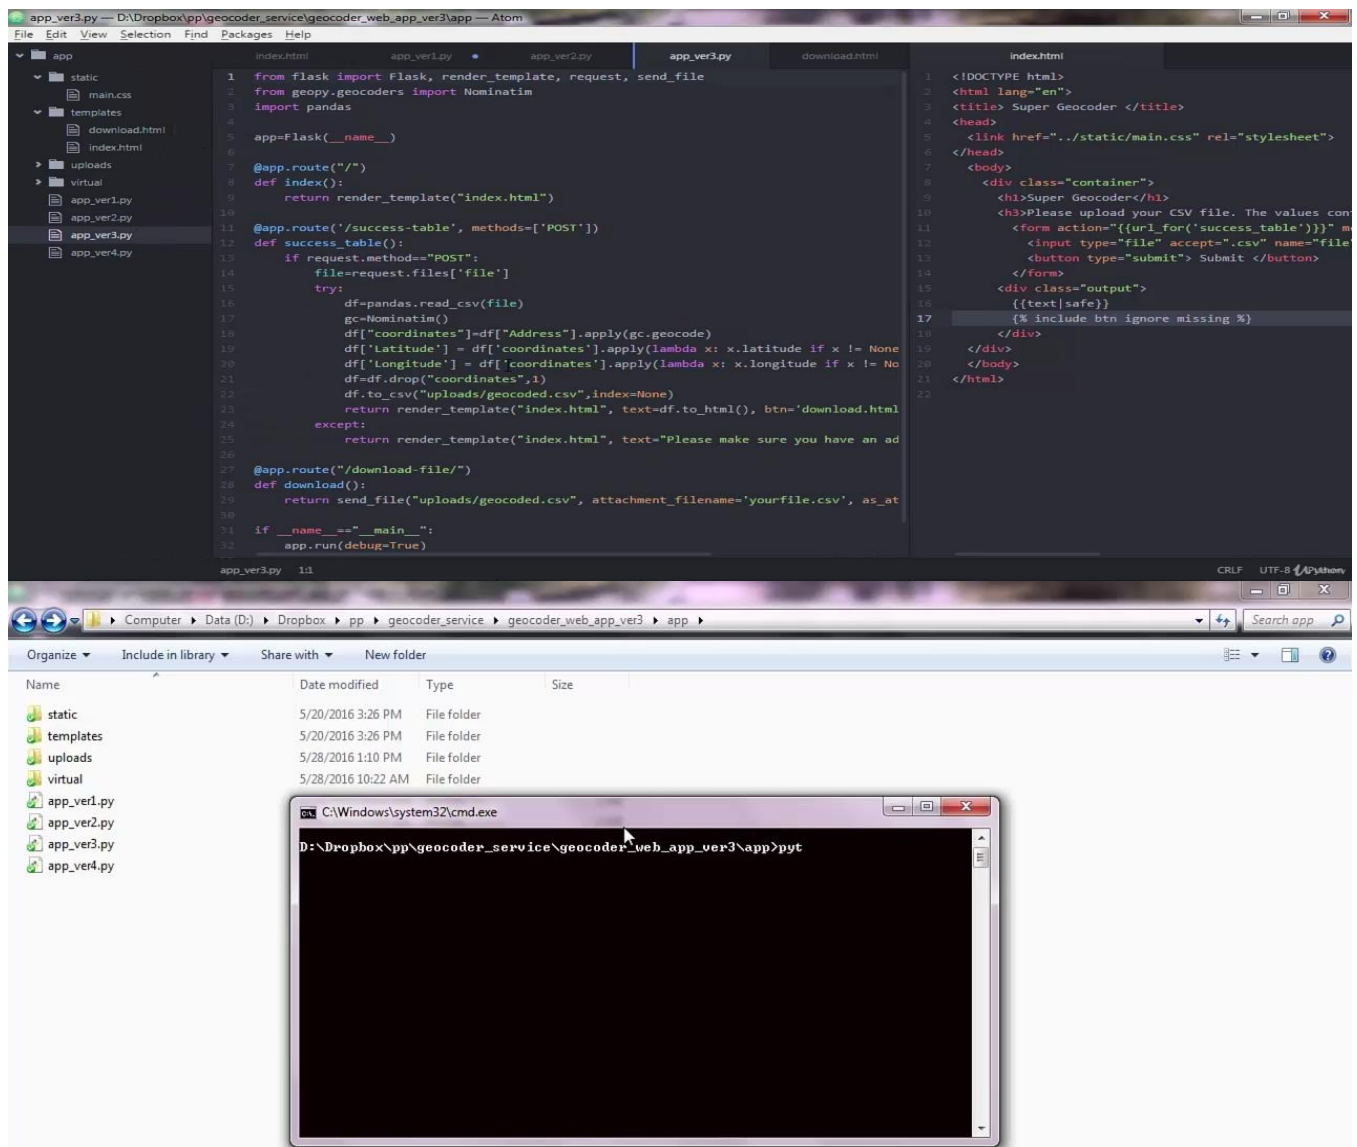 app_ver3.py — D:\Dropbox\pp\geocoder_service\geocoder_web_app_ver3\app — Atom
File Edit View Selection Find Packages Help
app
static
main.css
templates
download.html
index.html
uploads
virtual
app_ver1.py
app_ver2.py
app_ver3.py
app_ver4.py
index.html app_ver1.py app_ver2.py app_ver3.py download.html
1 from flask import Flask, render_template, request, send_file
2 from geopy.geocoders import Nominatim
3 import pandas
4
5 app=Flask(__name__)
6
7 @app.route("/")
8 def index():
9 return render_template("index.html")
10
11 @app.route('/success-table', methods=['POST'])
12 def success_table():
13 if request.method=="POST":
14 file=request.files['file']
15 try:
16 df=pandas.read_csv(file)
17 gc=Nominatim()
18 df["coordinates"]=df["Address"].apply(gc.geocode)
19 df['Latitude'] = df['coordinates'].apply(lambda x: x.latitude if x != None
20 df['Longitude'] = df['coordinates'].apply(lambda x: x.longitude if x != No
21 df=df.drop("coordinates",1)
22 df.to_csv("uploads/geocoded.csv",index=None)
23 return render_template("index.html", text=df.to_html(), btn='download.html
24 except:
25 return render_template("index.html", text="Please make sure you have an ad
26
27 @app.route("/download-file/")
28 def download():
29 return send_file("uploads/geocoded.csv", attachment_filename='yourfile.csv', as_at
30
31 if __name__=="__main__":
32 app.run(debug=True)
index.html
1 <!DOCTYPE html>
2 <html lang="en">
3 <title> Super Geocoder </title>
4 <head>
5 <link href="../static/main.css" rel="stylesheet">
6 </head>
7 <body>
8 <div class="container">
9 <h1>Super Geocoder</h1>
10 <h3>Please upload your CSV file. The values con
11 <form action="{{url_for('success_table')}}" m
12 <input type="file" accept=".csv" name="file"
13 <button type="submit"> Submit </button>
14 </form>
15 <div class="output">
16 {{text|safe}}
17 {% include btn ignore missing %}
18 </div>
19 </div>
20 </body>
21 </html>
22
app_ver3.py 1:1 CRLF UTF-8 Python
Computer Data (D:) Dropbox pp geocoder_service geocoder_web_app_ver3 app Search app
Organize Include in library Share with New folder
Name Date modified Type Size
static 5/20/2016 3:26 PM File folder
templates 5/20/2016 3:26 PM File folder
uploads 5/28/2016 1:10 PM File folder
virtual 5/28/2016 10:22 AM File folder
app_ver1.py
app_ver2.py
app_ver3.py
app_ver4.py
C:\Windows\system32\cmd.exe
D:\Dropbox\pp\geocoder_service\geocoder_web_app_ver3\app>pyt